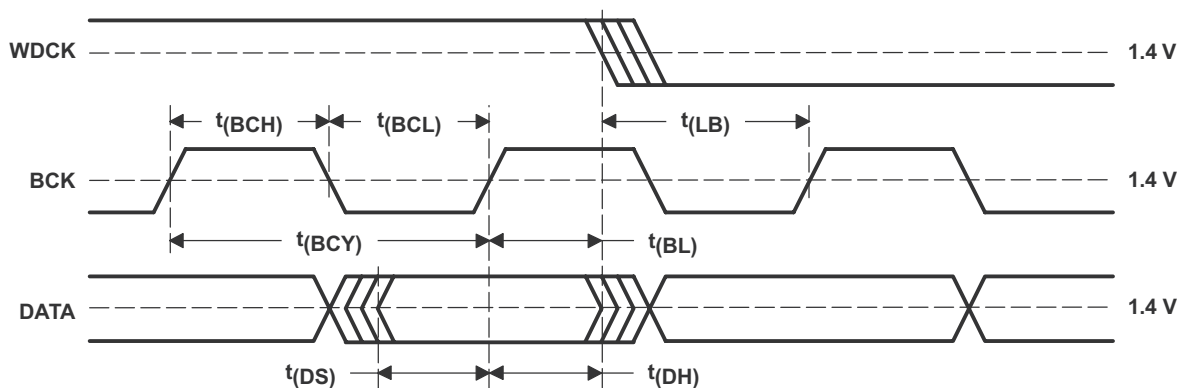 WDCK 1.4 V
t(BCH) t(BCL) t(LB)
BCK 1.4 V
t(BCY) t(BL)
DATA 1.4 V
t(DS) t(DH)